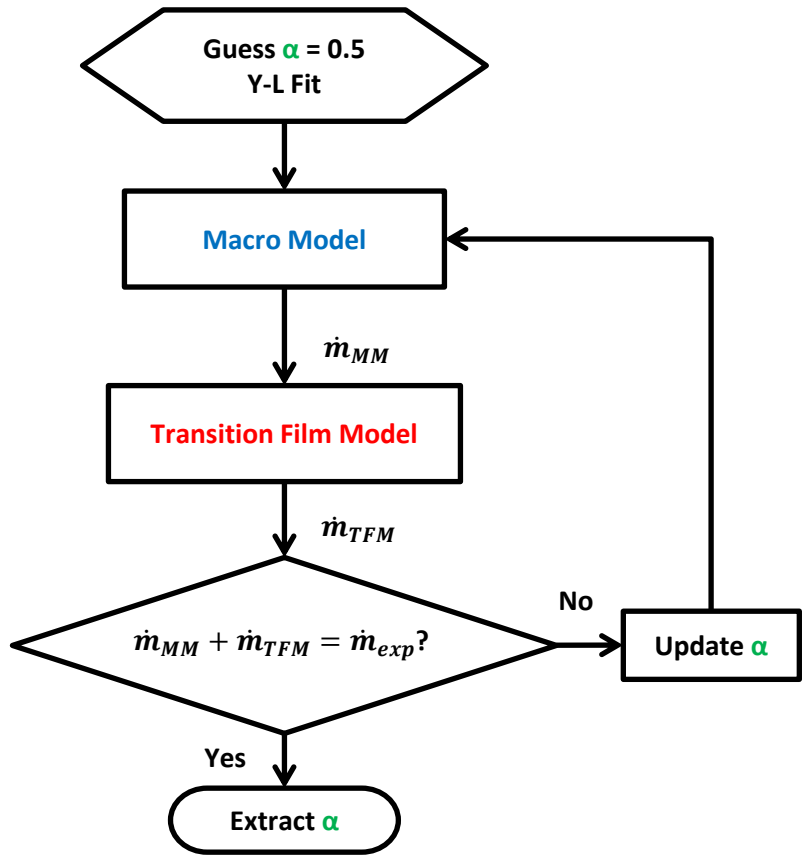 Guess α = 0.5
Y-L Fit
Macro Model
ṁ_MM
Transition Film Model
ṁ_TFM
ṁ_MM + ṁ_TFM = ṁ_exp?
No
Update α
Yes
Extract α